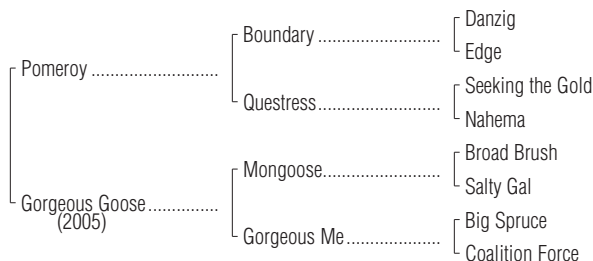 Danzig
Boundary ..........................
Edge
Pomeroy ...........................
Seeking the Gold
Questress..........................
Nahema
Broad Brush
Mongoose.........................
Salty Gal
Gorgeous Goose...............
(2005)
Big Spruce
Gorgeous Me....................
Coalition Force